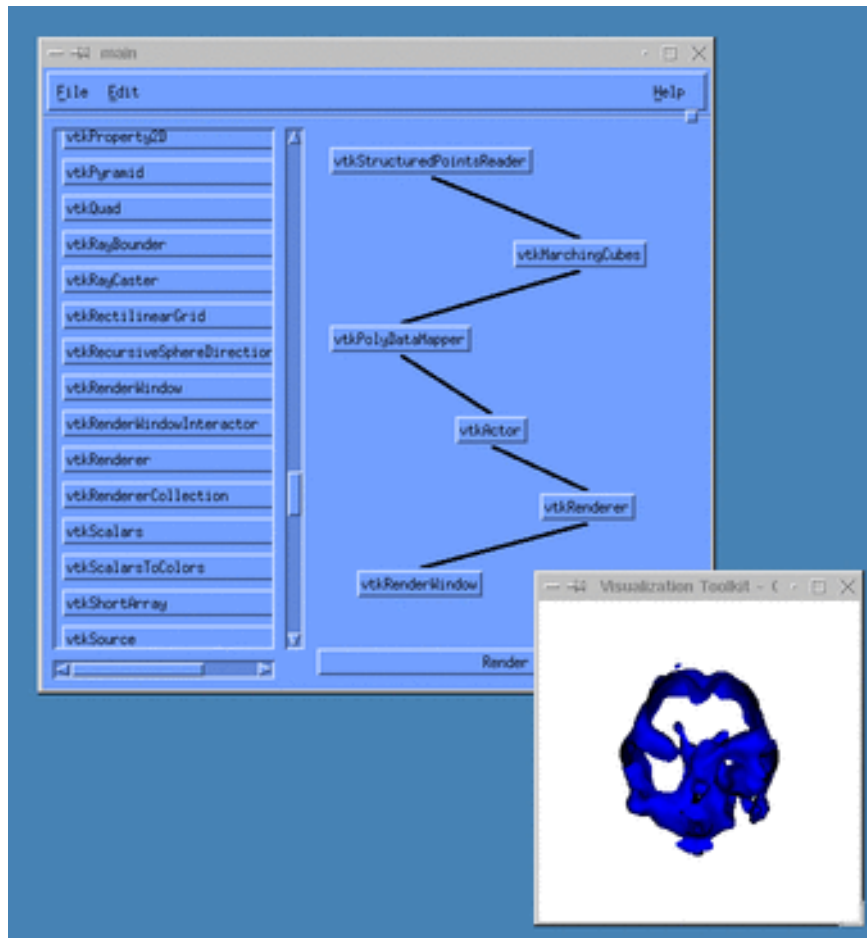 main
File Edit
Help
vtkProperty2D
vtkPyramid
vtkQuad
vtkRayBounder
vtkRayCaster
vtkRectilinearGrid
vtkRecursiveSphereDirection
vtkRenderWindow
vtkRenderWindowInteractor
vtkRenderer
vtkRendererCollection
vtkScalars
vtkScalarsToColors
vtkShortArray
vtkSource
vtkStructuredPointsReader
vtkMarchingCubes
vtkPolyDataMapper
vtkActor
vtkRenderer
vtkRenderWindow
Render
Visualization Toolkit -